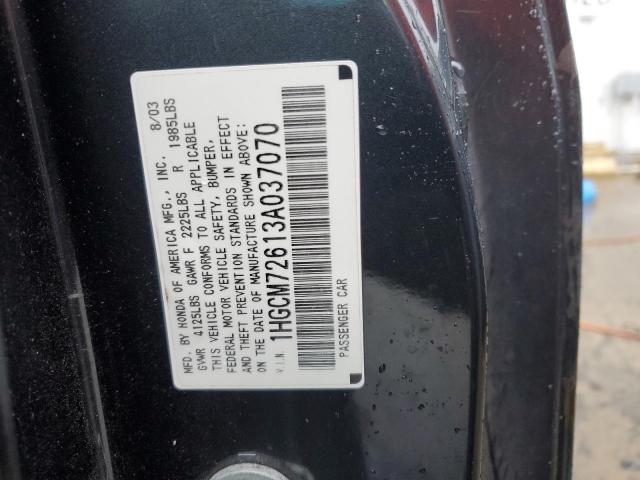 MFD. BY HONDA OF AMERICA MFG., INC. 8/03
GVWR 4125LBS GAWR F 2225LBS R 1985LBS
THIS VEHICLE CONFORMS TO ALL APPLICABLE
FEDERAL MOTOR VEHICLE SAFETY, BUMPER,
AND THEFT PREVENTION STANDARDS IN EFFECT
ON THE DATE OF MANUFACTURE SHOWN ABOVE:
V.I.N. 1HGCM72613A037070
PASSENGER CAR